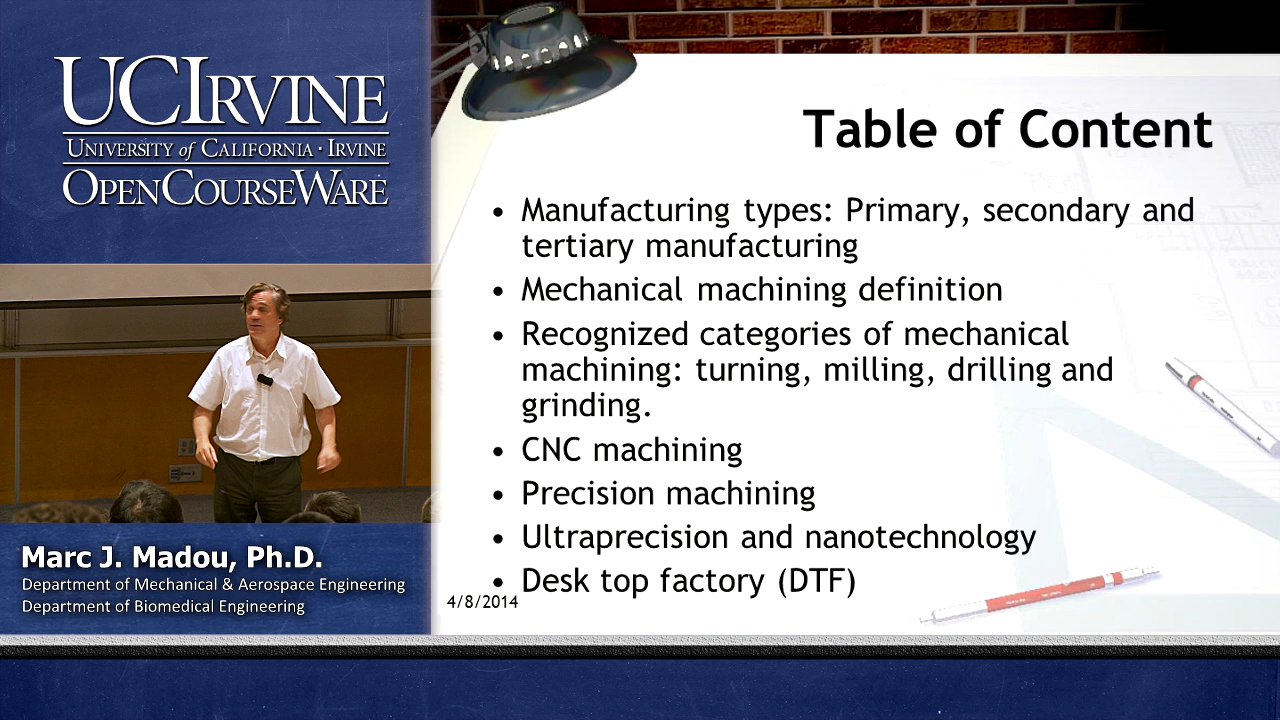 UCIRVINE
UNIVERSITY of CALIFORNIA · IRVINE
OPENCOURSEWARE
Marc J. Madou, Ph.D.
Department of Mechanical & Aerospace Engineering
Department of Biomedical Engineering
Table of Content
• Manufacturing types: Primary, secondary and
tertiary manufacturing
• Mechanical machining definition
• Recognized categories of mechanical
machining: turning, milling, drilling and
grinding.
• CNC machining
• Precision machining
• Ultraprecision and nanotechnology
• Desk top factory (DTF)
4/8/2014